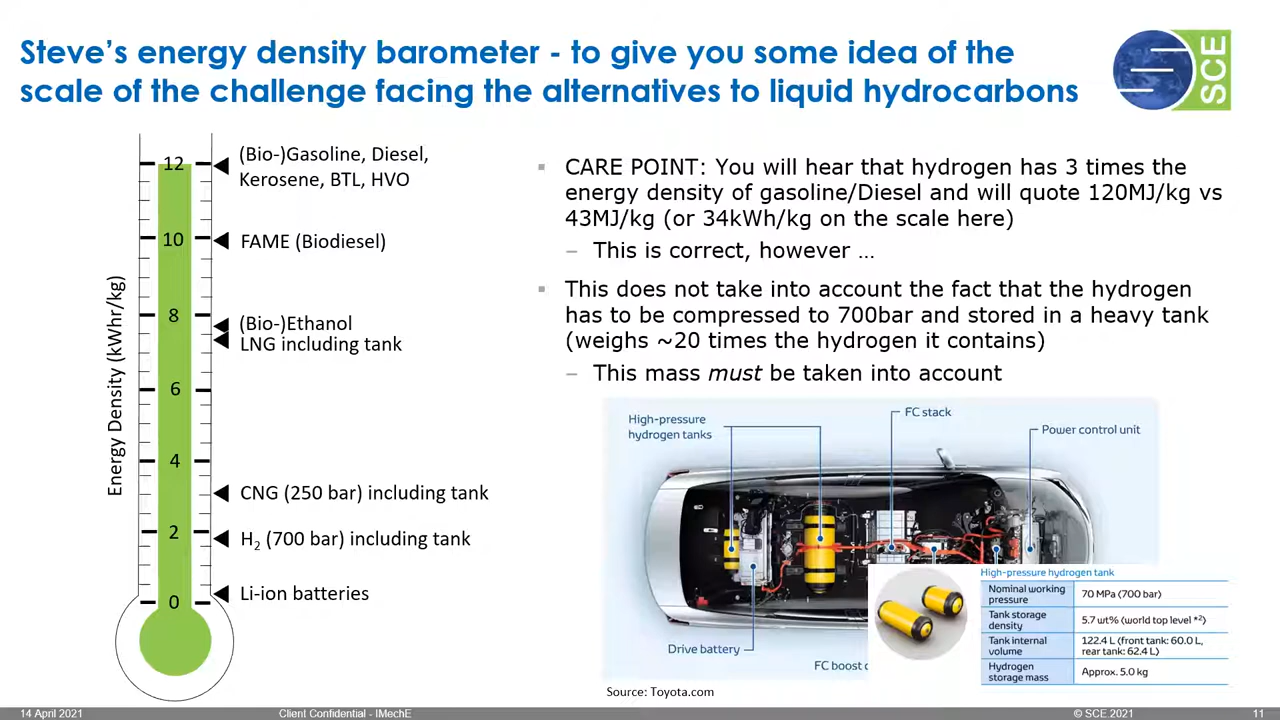 Steve's energy density barometer - to give you some idea of the
scale of the challenge facing the alternatives to liquid hydrocarbons
SCE
Energy Density (kWhr/kg)
12
10
8
6
4
2
0
(Bio-)Gasoline, Diesel,
Kerosene, BTL, HVO
FAME (Biodiesel)
(Bio-)Ethanol
LNG including tank
CNG (250 bar) including tank
H₂ (700 bar) including tank
Li-ion batteries
▪ CARE POINT: You will hear that hydrogen has 3 times the
energy density of gasoline/Diesel and will quote 120MJ/kg vs
43MJ/kg (or 34kWh/kg on the scale here)
– This is correct, however …
▪ This does not take into account the fact that the hydrogen
has to be compressed to 700bar and stored in a heavy tank
(weighs ~20 times the hydrogen it contains)
– This mass must be taken into account
High-pressure
hydrogen tanks
FC stack
Power control unit
Drive battery
FC boost c
High-pressure hydrogen tank
Nominal working
pressure
70 MPa (700 bar)
Tank storage
density
5.7 wt% (world top level *2)
Tank internal
volume
122.4 L (front tank: 60.0 L,
rear tank: 62.4 L)
Hydrogen
storage mass
Approx. 5.0 kg
Source: Toyota.com
14 April 2021
Client Confidential - IMechE
© SCE 2021
11